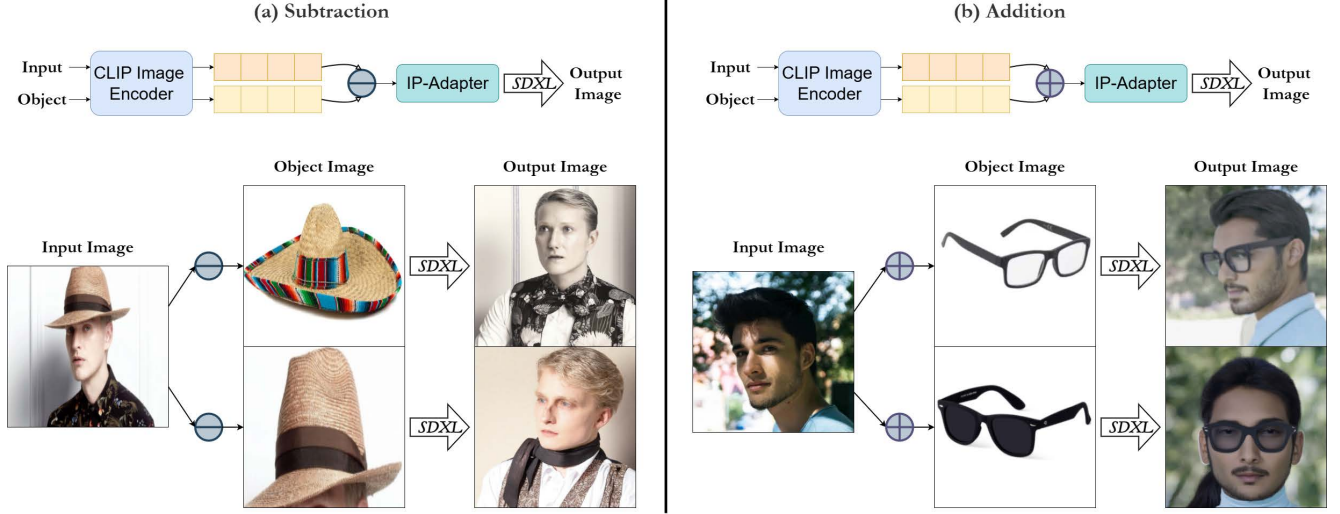 (a) Subtraction
Input
Object
CLIP Image
Encoder
IP-Adapter
SDXL
Output
Image
Object Image
Output Image
Input Image
SDXL
SDXL
(b) Addition
Input
Object
CLIP Image
Encoder
IP-Adapter
SDXL
Output
Image
Object Image
Output Image
Input Image
SDXL
SDXL